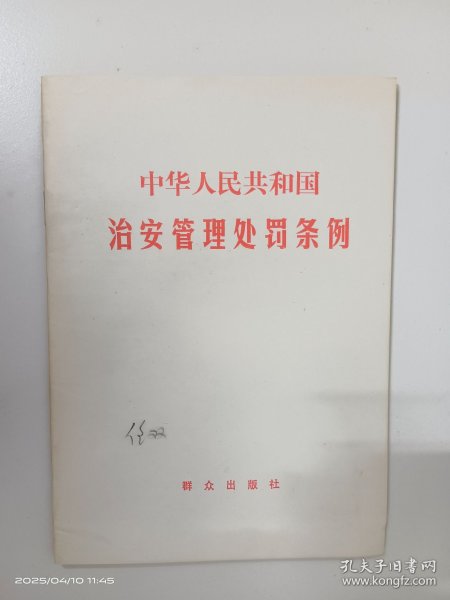 中华人民共和国
治安管理处罚条例
群众出版社
2025/04/10 11:45
孔夫子旧书网
www.kongfz.com